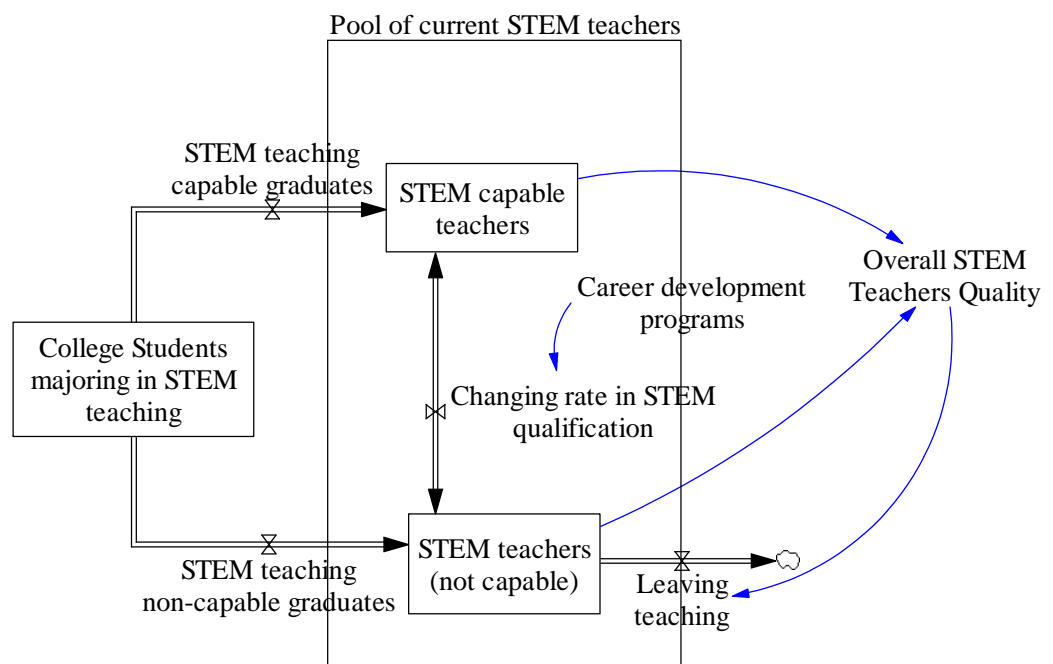 Pool of current STEM teachers
STEM teaching
capable graduates
STEM capable
teachers
Overall STEM
Teachers Quality
Career development
programs
College Students
majoring in STEM
teaching
Changing rate in STEM
qualification
STEM teachers
(not capable)
STEM teaching
non-capable graduates
Leaving
teaching